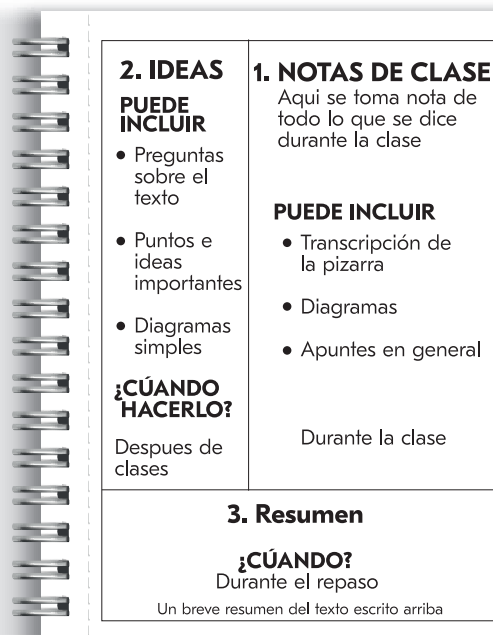 2. IDEAS
PUEDE
INCLUIR
• Preguntas
sobre el
texto
• Puntos e
ideas
importantes
• Diagramas
simples
¿CÚANDO
HACERLO?
Despues de
clases
1. NOTAS DE CLASE
Aqui se toma nota de
todo lo que se dice
durante la clase
PUEDE INCLUIR
• Transcripción de
la pizarra
• Diagramas
• Apuntes en general
Durante la clase
3. Resumen
¿CÚANDO?
Durante el repaso
Un breve resumen del texto escrito arriba